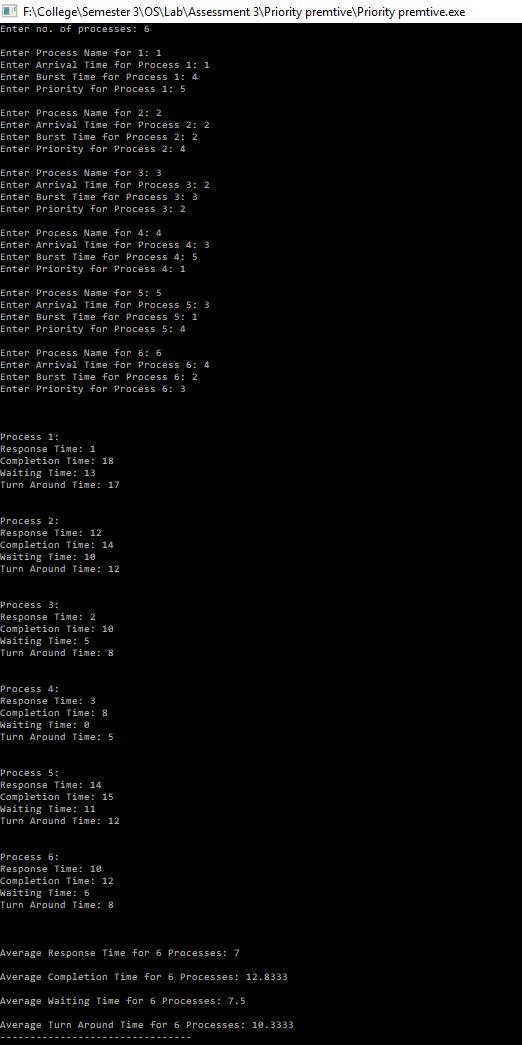 F:\College\Semester 3\OS\Lab\Assessment 3\Priority premtive\Priority premtive.exe
Enter no. of processes: 6
Enter Process Name for 1: 1
Enter Arrival Time for Process 1: 1
Enter Burst Time for Process 1: 4
Enter Priority for Process 1: 5
Enter Process Name for 2: 2
Enter Arrival Time for Process 2: 2
Enter Burst Time for Process 2: 2
Enter Priority for Process 2: 4
Enter Process Name for 3: 3
Enter Arrival Time for Process 3: 2
Enter Burst Time for Process 3: 3
Enter Priority for Process 3: 2
Enter Process Name for 4: 4
Enter Arrival Time for Process 4: 3
Enter Burst Time for Process 4: 5
Enter Priority for Process 4: 1
Enter Process Name for 5: 5
Enter Arrival Time for Process 5: 3
Enter Burst Time for Process 5: 1
Enter Priority for Process 5: 4
Enter Process Name for 6: 6
Enter Arrival Time for Process 6: 4
Enter Burst Time for Process 6: 2
Enter Priority for Process 6: 3
Process 1:
Response Time: 1
Completion Time: 18
Waiting Time: 13
Turn Around Time: 17
Process 2:
Response Time: 12
Completion Time: 14
Waiting Time: 10
Turn Around Time: 12
Process 3:
Response Time: 2
Completion Time: 10
Waiting Time: 5
Turn Around Time: 8
Process 4:
Response Time: 3
Completion Time: 8
Waiting Time: 0
Turn Around Time: 5
Process 5:
Response Time: 14
Completion Time: 15
Waiting Time: 11
Turn Around Time: 12
Process 6:
Response Time: 10
Completion Time: 12
Waiting Time: 6
Turn Around Time: 8
Average Response Time for 6 Processes: 7
Average Completion Time for 6 Processes: 12.8333
Average Waiting Time for 6 Processes: 7.5
Average Turn Around Time for 6 Processes: 10.3333
--------------------------------